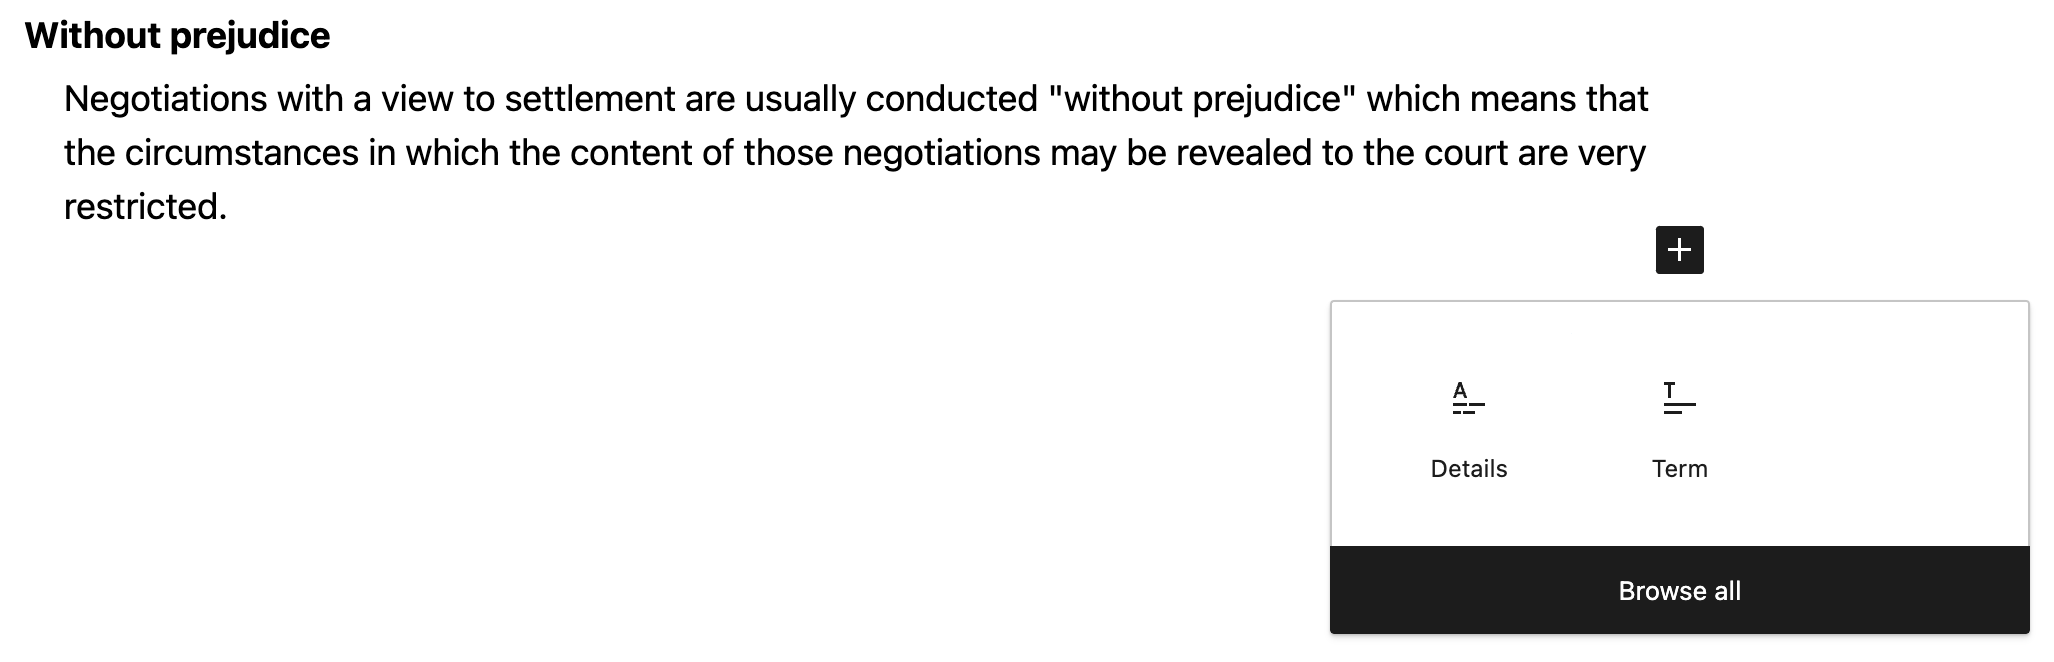 Without prejudice
Negotiations with a view to settlement are usually conducted "without prejudice" which means that
the circumstances in which the content of those negotiations may be revealed to the court are very
restricted.
A
T
Details
Term
Browse all